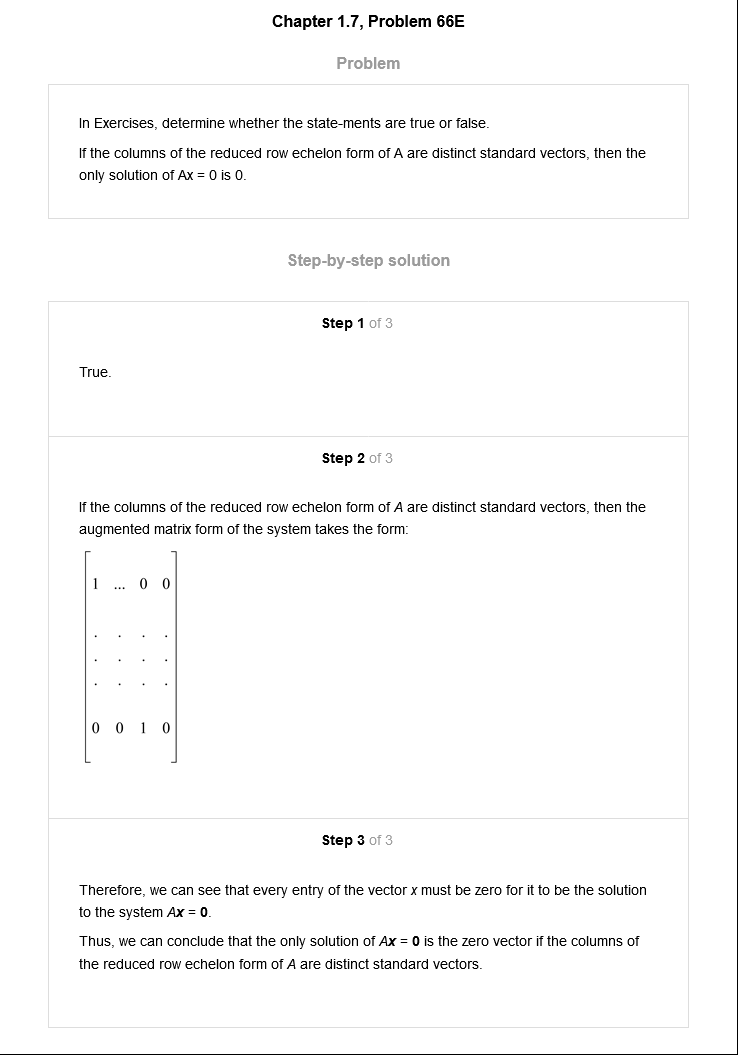 Chapter 1.7, Problem 66E
Problem
In Exercises, determine whether the state-ments are true or false.
If the columns of the reduced row echelon form of A are distinct standard vectors, then the
only solution of Ax = 0 is 0.
Step-by-step solution
Step 1 of 3
True.
Step 2 of 3
If the columns of the reduced row echelon form of A are distinct standard vectors, then the
augmented matrix form of the system takes the form:
1 ... 0 0
. . . .
. . . .
. . . .
0 0 1 0
Step 3 of 3
Therefore, we can see that every entry of the vector x must be zero for it to be the solution
to the system Ax = 0.
Thus, we can conclude that the only solution of Ax = 0 is the zero vector if the columns of
the reduced row echelon form of A are distinct standard vectors.